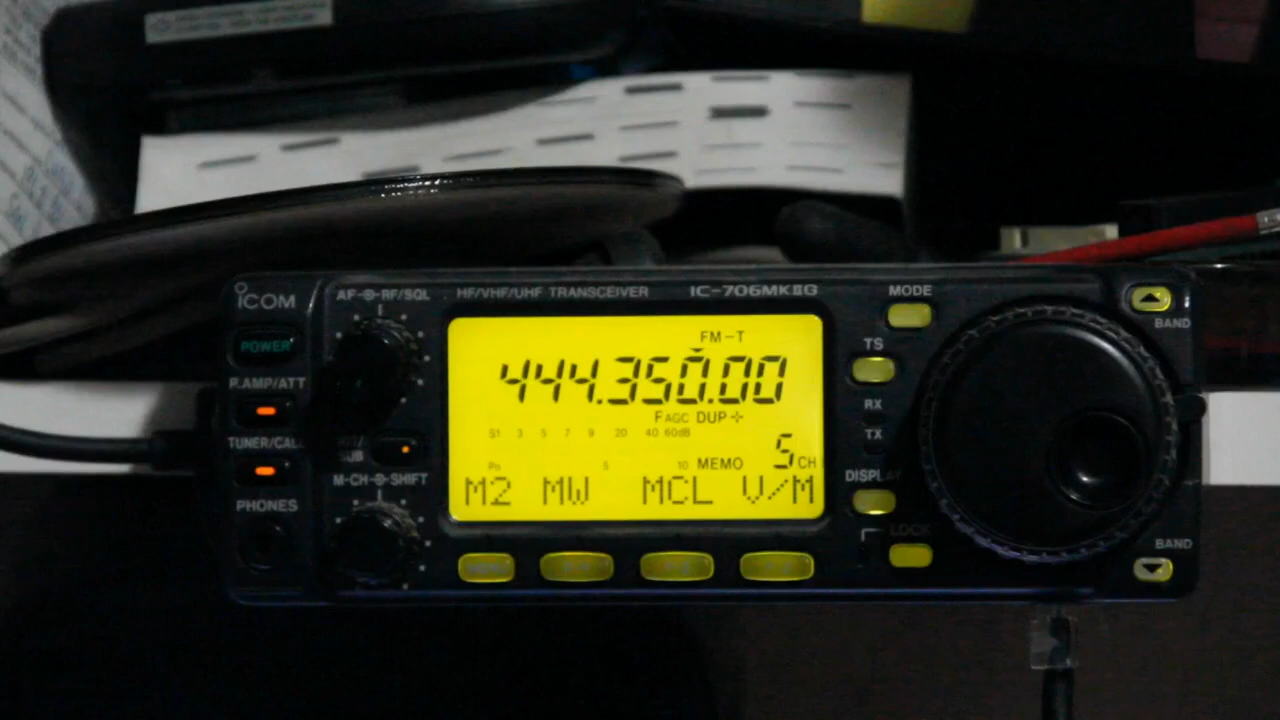 ICOM
AF RF/SQL
HF/VHF/UHF TRANSCEIVER
IC-706MKIIG
MODE
BAND
POWER
FM-T
TS
444.350.00
P.AMP/ATT
F AGC DUP+
RX
S1 3 5 7 9 20 40 60dB
TX
TUNER/CALL
SUB
Po 5 10 MEMO 5 CH
M-CH SHIFT
DISPLAY
M2 MW MCL V/M
PHONES
LOCK
BAND